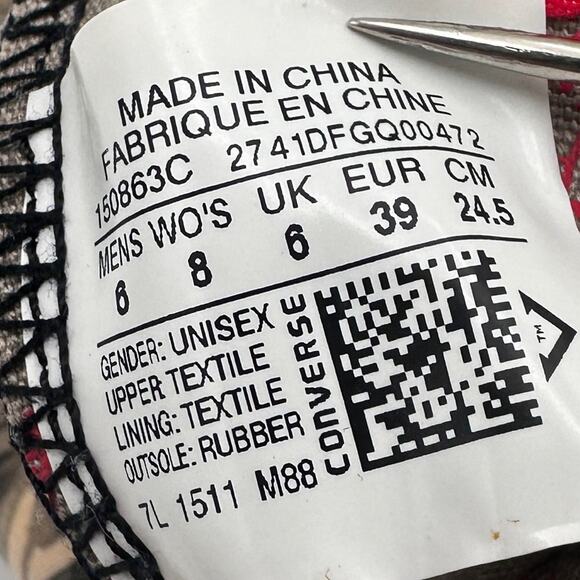 MADE IN CHINA
FABRIQUE EN CHINE
150863C 2741DFGQ00472
MENS WO'S UK EUR CM
6 8 6 39 24.5
GENDER: UNISEX
UPPER TEXTILE
LINING: TEXTILE
OUTSOLE: RUBBER
7L 1511 M88
CONVERSE
TM